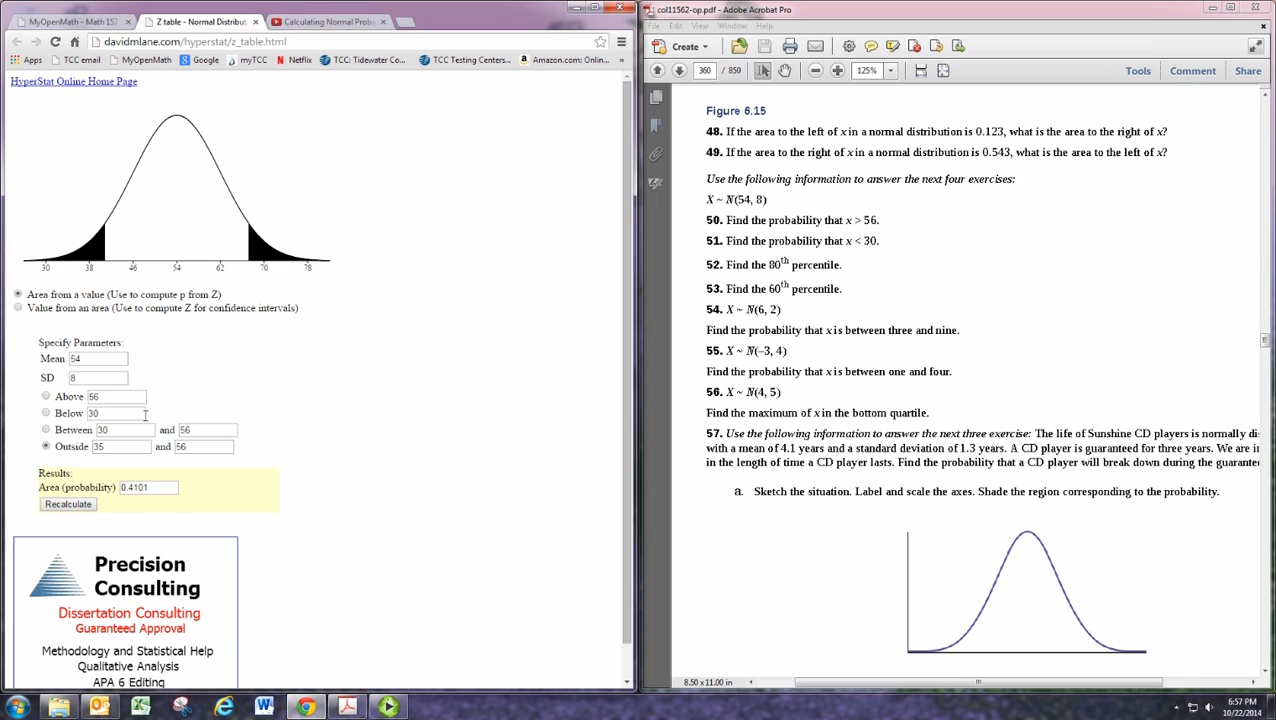 MyOpenMath - Math 157
Z table - Normal Distribut
Calculating Normal Proba
davidmlane.com/hyperstat/z_table.html
Apps
TCC
MyOpenMath
Google
myTCC
Netflix
TCC: Tidewater Co...
TCC Testing Centers...
Amazon.com: Onlin...
HyperStat Online Home Page
30 38 46 54 62 70 78
Area from a value (Use to compute p from Z)
Value from an area (Use to compute Z for confidence intervals)
Specify Parameters:
Mean 54
SD 8
Above 56
Below 30
Between 30 and 56
Outside 35 and 56
Results:
Area (probability) 0.4101
Recalculate
Precision
Consulting
Dissertation Consulting
Guaranteed Approval
Methodology and Statistical Help
Qualitative Analysis
APA 6 Editing
col11562-op.pdf - Adobe Acrobat Pro
File Edit View Window Help
Create
360 / 850
125%
Tools
Comment
Share
Figure 6.15
48. If the area to the left of x in a normal distribution is 0.123, what is the area to the right of x?
49. If the area to the right of x in a normal distribution is 0.543, what is the area to the left of x?
Use the following information to answer the next four exercises:
X ~ N(54, 8)
50. Find the probability that x > 56.
51. Find the probability that x < 30.
52. Find the 80th percentile.
53. Find the 60th percentile.
54. X ~ N(6, 2)
Find the probability that x is between three and nine.
55. X ~ N(–3, 4)
Find the probability that x is between one and four.
56. X ~ N(4, 5)
Find the maximum of x in the bottom quartile.
57. Use the following information to answer the next three exercise: The life of Sunshine CD players is normally di
with a mean of 4.1 years and a standard deviation of 1.3 years. A CD player is guaranteed for three years. We are in
in the length of time a CD player lasts. Find the probability that a CD player will break down during the guarante
a. Sketch the situation. Label and scale the axes. Shade the region corresponding to the probability.
8.50 x 11.00 in
6:57 PM
10/22/2014